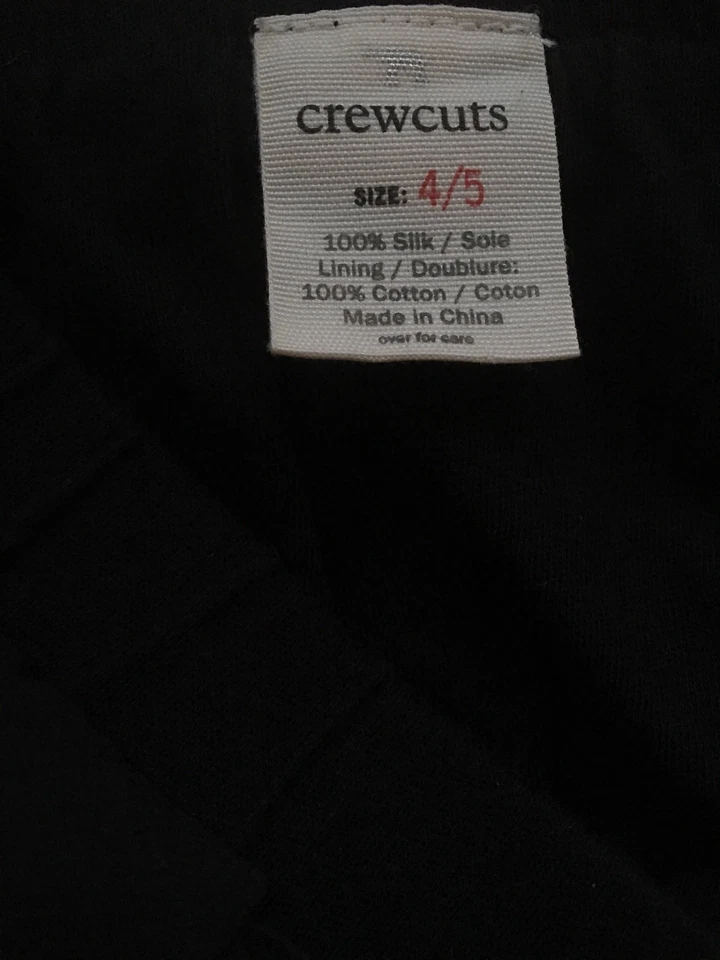 crewcuts
SIZE: 4/5
100% Silk / Soie
Lining / Doublure:
100% Cotton / Coton
Made in China
over for care